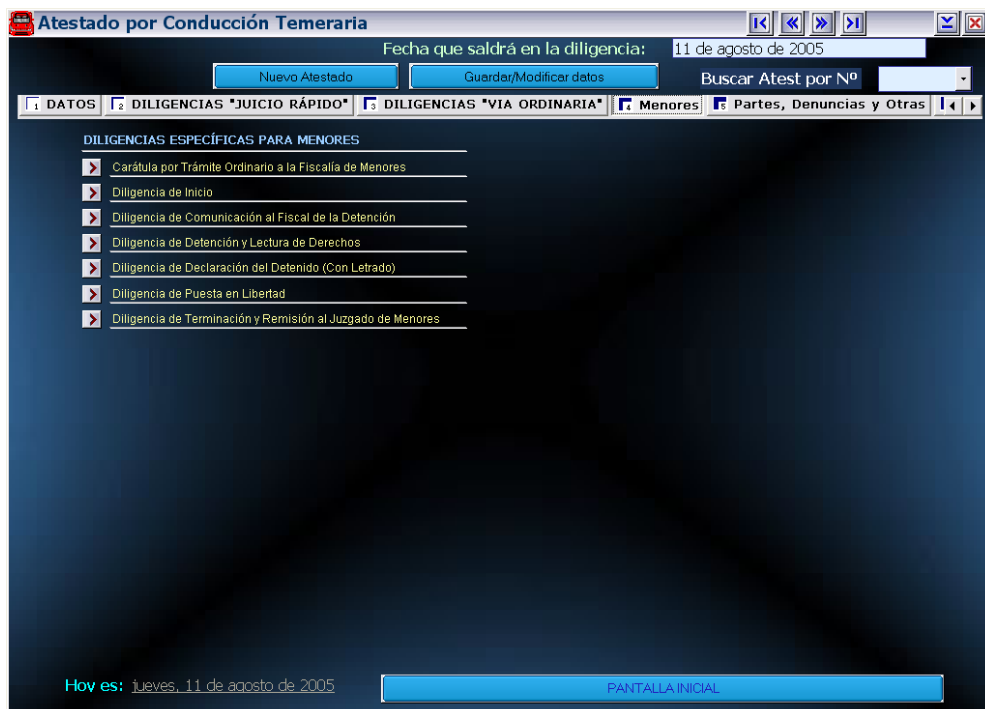 Atestado por Conducción Temeraria
Fecha que saldrá en la diligencia: 11 de agosto de 2005
Nuevo Atestado Guardar/Modificar datos Buscar Atest por Nº
1 DATOS 2 DILIGENCIAS "JUICIO RÁPIDO" 3 DILIGENCIAS "VIA ORDINARIA" 4 Menores 5 Partes, Denuncias y Otras
DILIGENCIAS ESPECÍFICAS PARA MENORES
Carátula por Trámite Ordinario a la Fiscalía de Menores
Diligencia de Inicio
Diligencia de Comunicación al Fiscal de la Detención
Diligencia de Detención y Lectura de Derechos
Diligencia de Declaración del Detenido (Con Letrado)
Diligencia de Puesta en Libertad
Diligencia de Terminación y Remisión al Juzgado de Menores
Hoy es: jueves, 11 de agosto de 2005
PANTALLA INICIAL